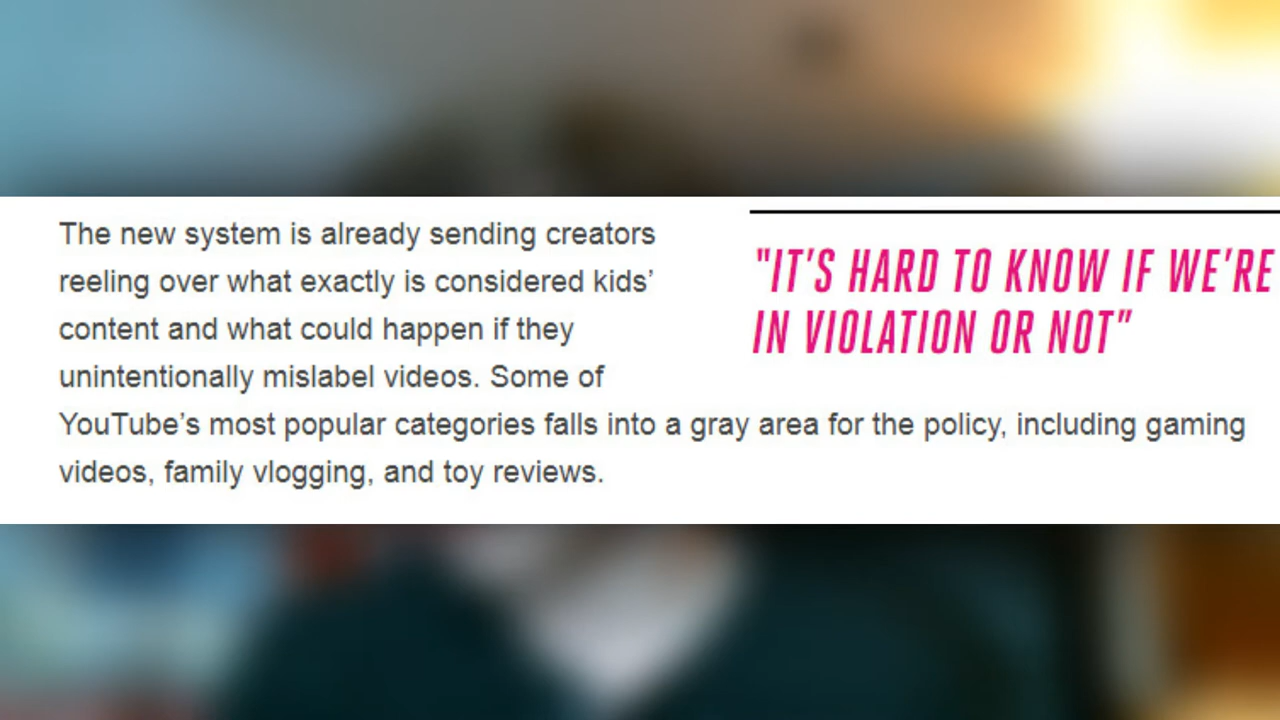 The new system is already sending creators
reeling over what exactly is considered kids’
content and what could happen if they
unintentionally mislabel videos. Some of
YouTube’s most popular categories falls into a gray area for the policy, including gaming
videos, family vlogging, and toy reviews.
"IT’S HARD TO KNOW IF WE’RE
IN VIOLATION OR NOT”